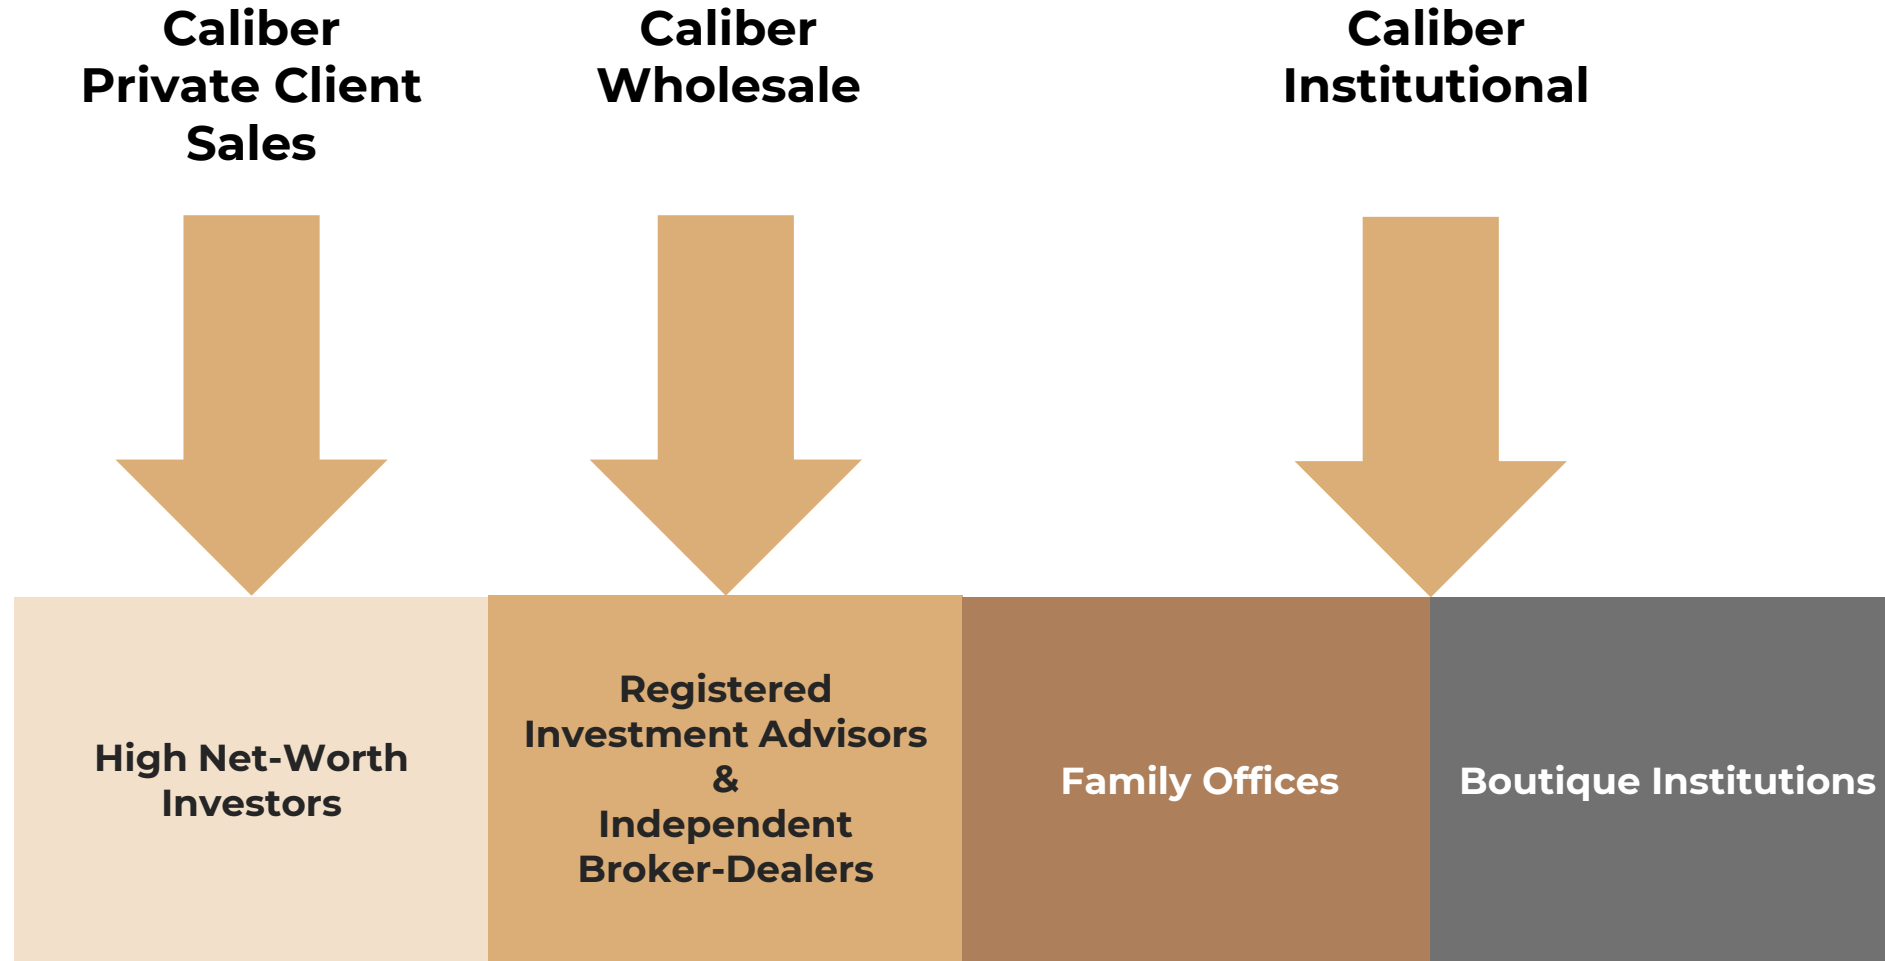 Caliber
Private Client
Sales
Caliber
Wholesale
Caliber
Institutional
High Net-Worth
Investors
Registered
Investment Advisors
&
Independent
Broker-Dealers
Family Offices
Boutique Institutions